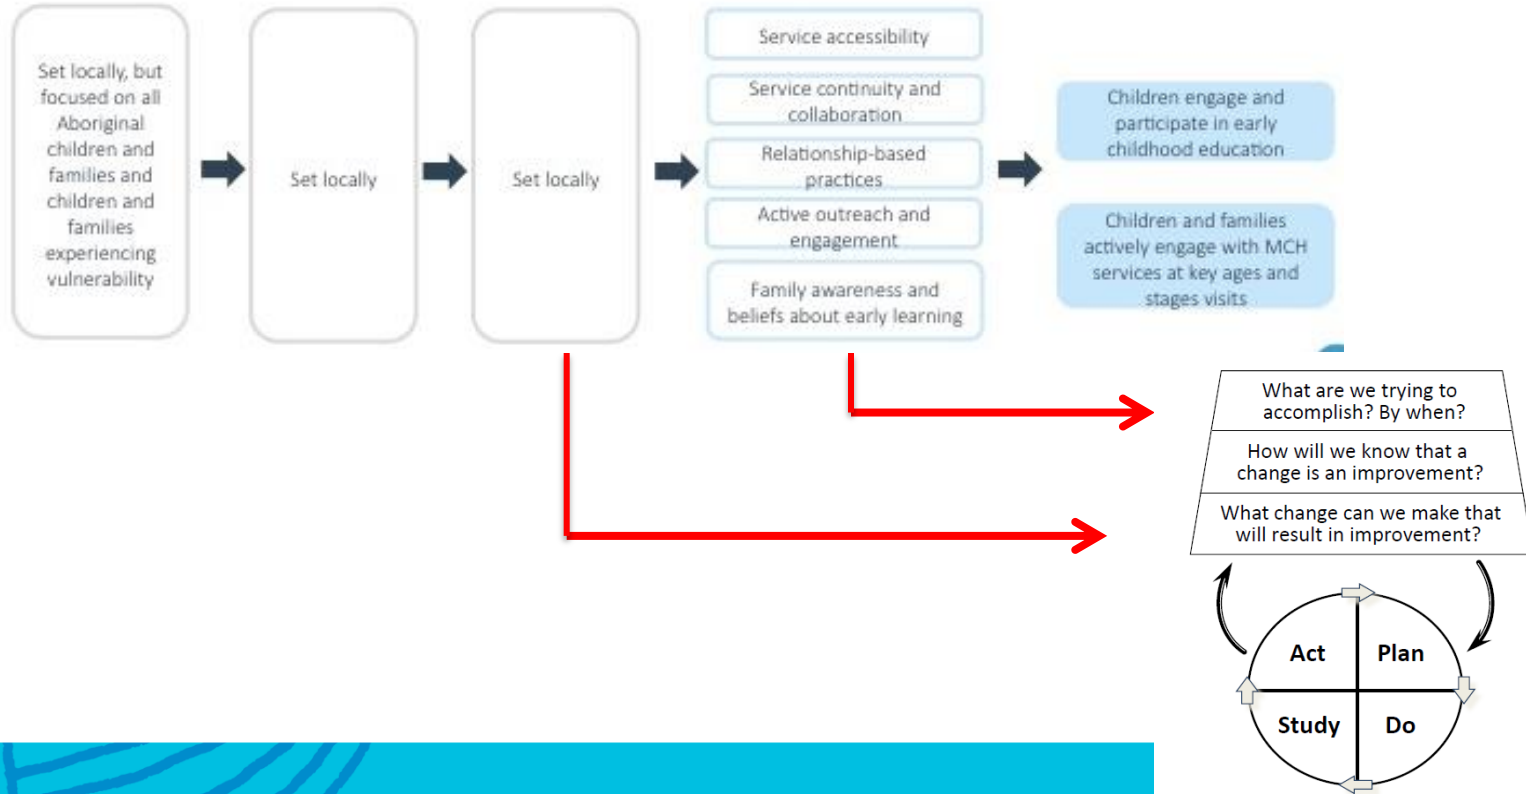 Set locally, but
focused on all
Aboriginal
children and
families and
children and
families
experiencing
vulnerability
Set locally
Set locally
Service accessibility
Service continuity and
collaboration
Relationship-based
practices
Active outreach and
engagement
Family awareness and
beliefs about early learning
Children engage and
participate in early
childhood education
Children and families
actively engage with MCH
services at key ages and
stages visits
What are we trying to
accomplish? By when?
How will we know that a
change is an improvement?
What change can we make that
will result in improvement?
Act
Plan
Study
Do